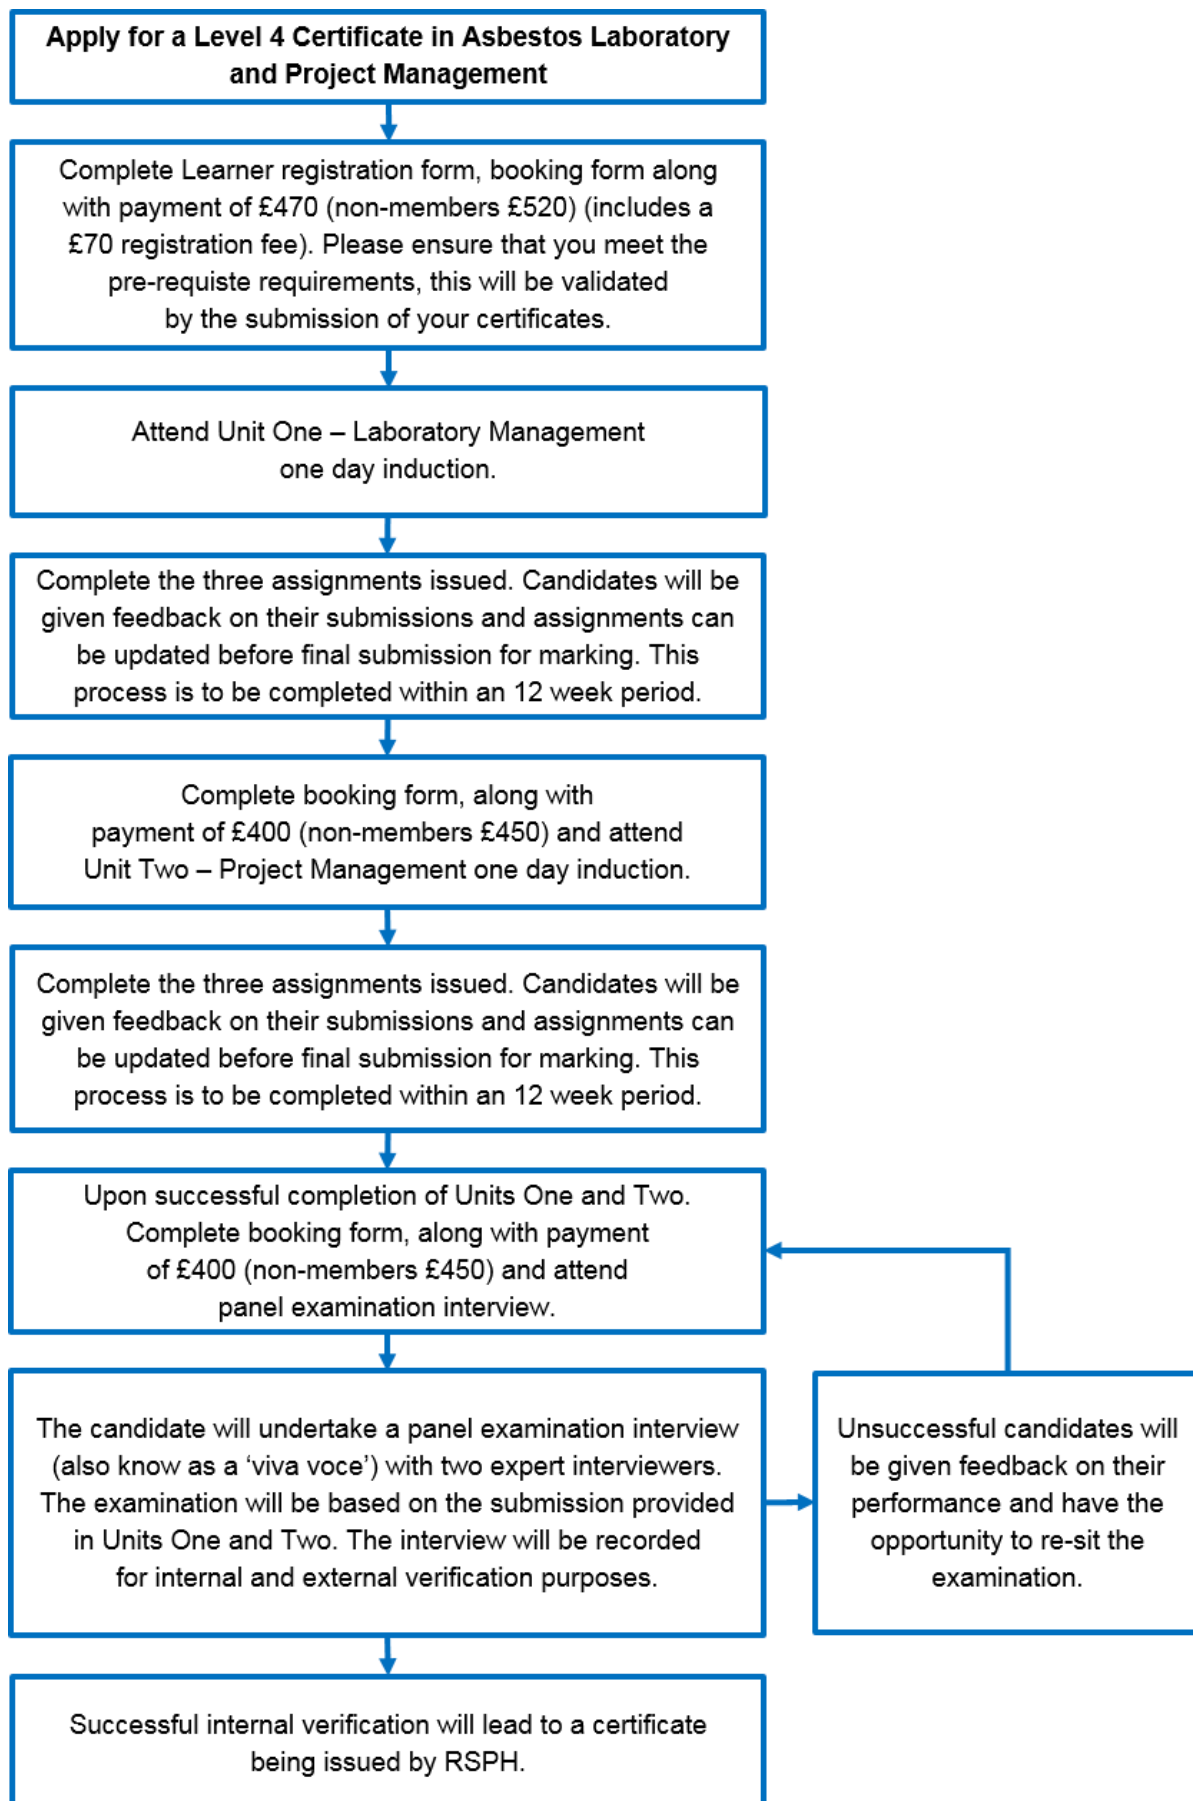 Apply for a Level 4 Certificate in Asbestos Laboratory
and Project Management
Complete Learner registration form, booking form along
with payment of £470 (non-members £520) (includes a
£70 registration fee). Please ensure that you meet the
pre-requiste requirements, this will be validated
by the submission of your certificates.
Attend Unit One – Laboratory Management
one day induction.
Complete the three assignments issued. Candidates will be
given feedback on their submissions and assignments can
be updated before final submission for marking. This
process is to be completed within an 12 week period.
Complete booking form, along with
payment of £400 (non-members £450) and attend
Unit Two – Project Management one day induction.
Complete the three assignments issued. Candidates will be
given feedback on their submissions and assignments can
be updated before final submission for marking. This
process is to be completed within an 12 week period.
Upon successful completion of Units One and Two.
Complete booking form, along with payment
of £400 (non-members £450) and attend
panel examination interview.
The candidate will undertake a panel examination interview
(also know as a ‘viva voce’) with two expert interviewers.
The examination will be based on the submission provided
in Units One and Two. The interview will be recorded
for internal and external verification purposes.
Unsuccessful candidates will
be given feedback on their
performance and have the
opportunity to re-sit the
examination.
Successful internal verification will lead to a certificate
being issued by RSPH.